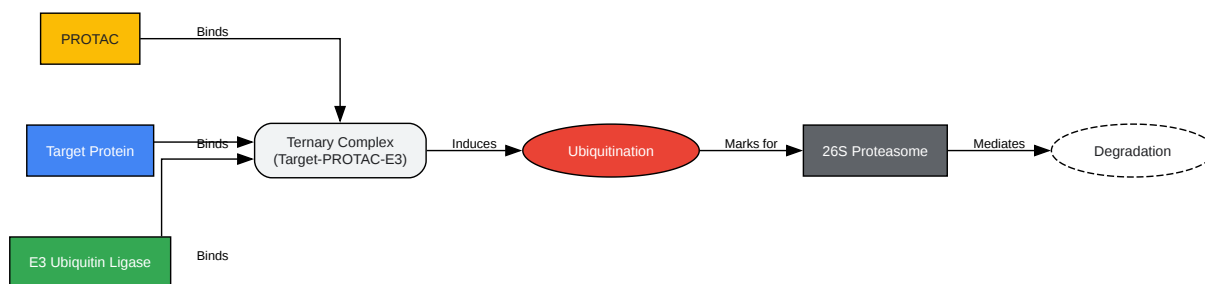 PROTAC
Binds
Target Protein
Binds
Ternary Complex
(Target-PROTAC-E3)
Induces
Ubiquitination
Marks for
26S Proteasome
Mediates
Degradation
E3 Ubiquitin Ligase
Binds